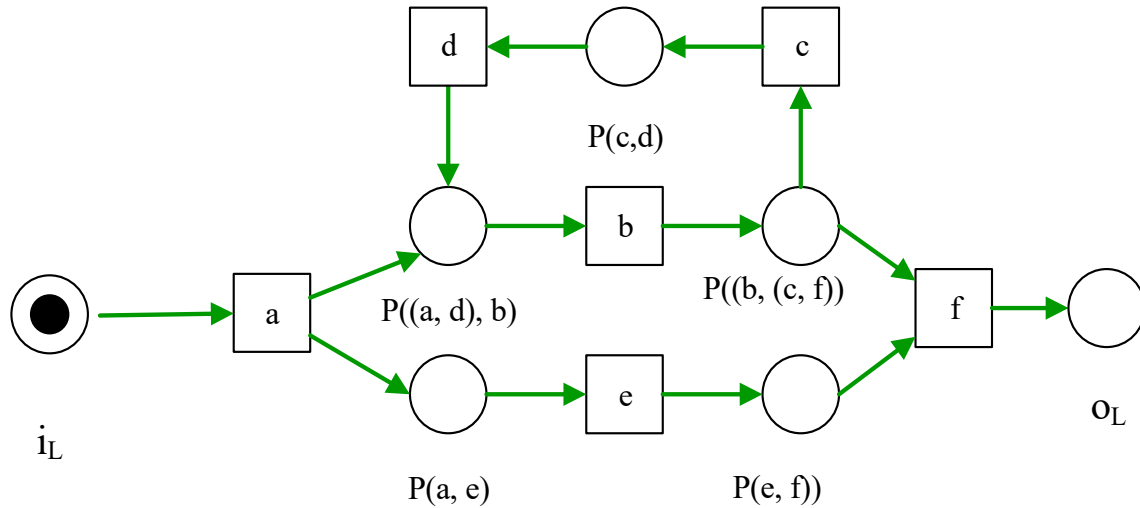 d
c
P(c,d)
b
P((a, d), b)
P((b, (c, f))
a
f
e
i_L
o_L
P(a, e)
P(e, f))